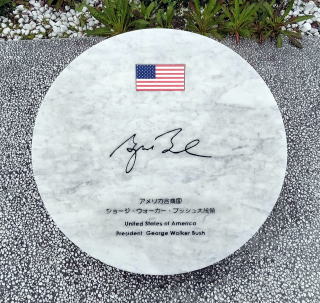 アメリカ合衆国
ジョージ・ウォーカー・ブッシュ大統領
United States of America
President George Walker Bush